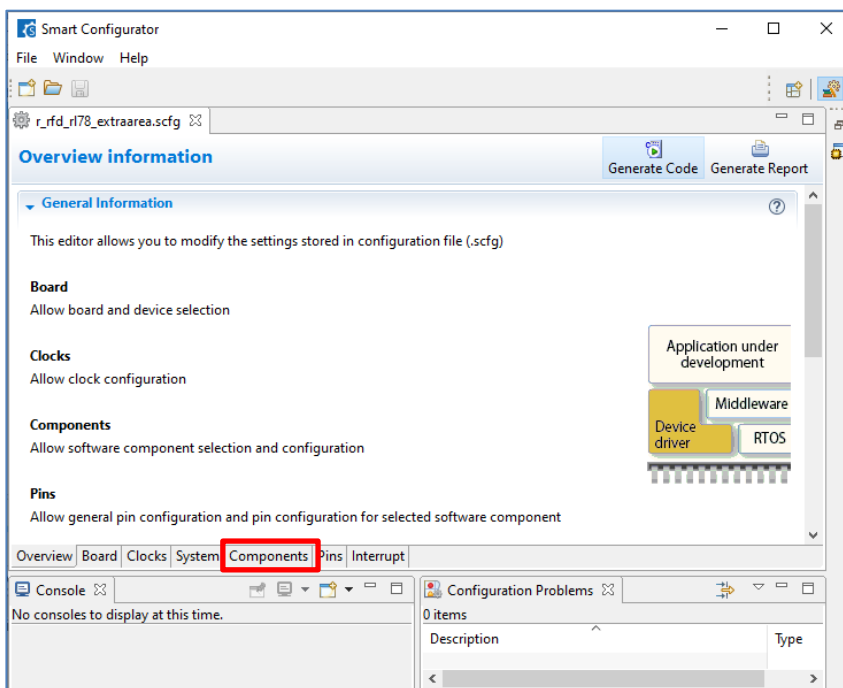 Smart Configurator
File Window Help
r_rfd_rl78_extraarea.scfg
Overview information
Generate Code Generate Report
General Information
This editor allows you to modify the settings stored in configuration file (.scfg)
Board
Allow board and device selection
Clocks
Allow clock configuration
Components
Allow software component selection and configuration
Pins
Allow general pin configuration and pin configuration for selected software component
Application under
development
Middleware
Device
driver
RTOS
Overview Board Clocks System Components Pins Interrupt
Console
No consoles to display at this time.
Configuration Problems
0 items
Description Type